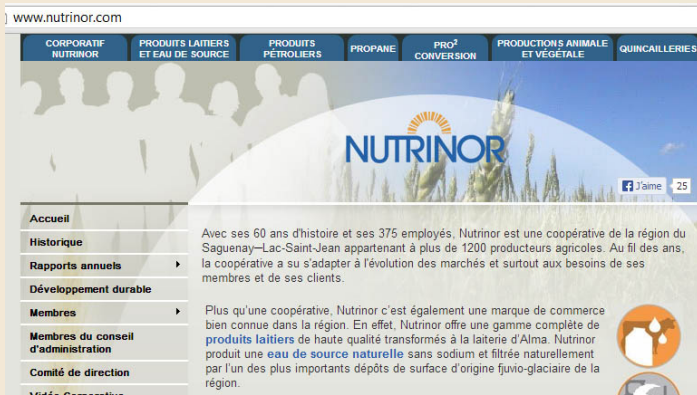 www.nutrinor.com
CORPORATIF NUTRINOR
PRODUITS LAITIERS ET EAU DE SOURCE
PRODUITS PÉTROLIERS
PROPANE
PRO² CONVERSION
PRODUCTIONS ANIMALE ET VÉGÉTALE
QUINCAILLERIES
NUTRINOR
J'aime 25
Accueil
Historique
Rapports annuels
Développement durable
Membres
Membres du conseil
d'administration
Comité de direction
Vidéo Corporative
Avec ses 60 ans d'histoire et ses 375 employés, Nutrinor est une coopérative de la région du
Saguenay—Lac-Saint-Jean appartenant à plus de 1200 producteurs agricoles. Au fil des ans,
la coopérative a su s'adapter à l'évolution des marchés et surtout aux besoins de ses
membres et de ses clients.
Plus qu'une coopérative, Nutrinor c'est également une marque de commerce
bien connue dans la région. En effet, Nutrinor offre une gamme complète de
produits laitiers de haute qualité transformés à la laiterie d'Alma. Nutrinor
produit une eau de source naturelle sans sodium et filtrée naturellement
par l'un des plus importants dépôts de surface d'origine fjuvio-glaciaire de la
région.